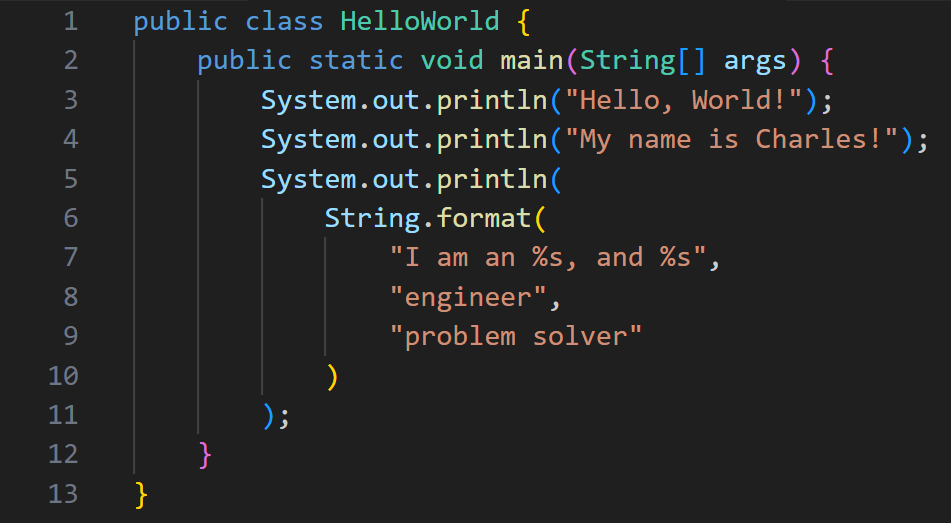 1 public class HelloWorld {
2     public static void main(String[] args) {
3         System.out.println("Hello, World!");
4         System.out.println("My name is Charles!");
5         System.out.println(
6             String.format(
7                 "I am an %s, and %s",
8                 "engineer",
9                 "problem solver"
10             )
11         );
12     }
13 }